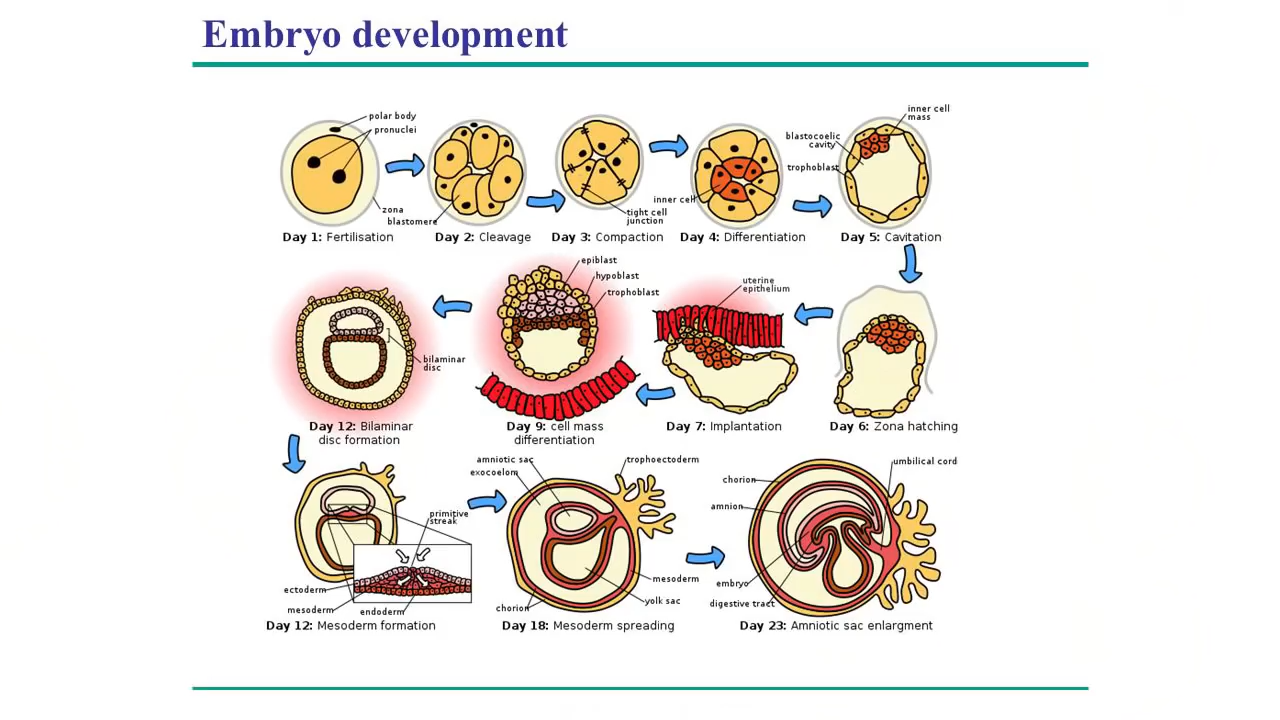 Embryo development
polar body
pronuclei
zona
blastomere
Day 1: Fertilisation
Day 2: Cleavage
tight cell
junction
Day 3: Compaction
inner cell
Day 4: Differentiation
inner cell
mass
blastocoelic
cavity
trophoblast
Day 5: Cavitation
Day 6: Zona hatching
uterine
epithelium
Day 7: Implantation
epiblast
hypoblast
trophoblast
Day 9: cell mass
differentiation
bilaminar
disc
Day 12: Bilaminar
disc formation
primitive
streak
ectoderm
mesoderm
endoderm
Day 12: Mesoderm formation
amniotic sac
exocoelom
trophoectoderm
mesoderm
yolk sac
chorion
Day 18: Mesoderm spreading
umbilical cord
chorion
amnion
embryo
digestive tract
Day 23: Amniotic sac enlargment